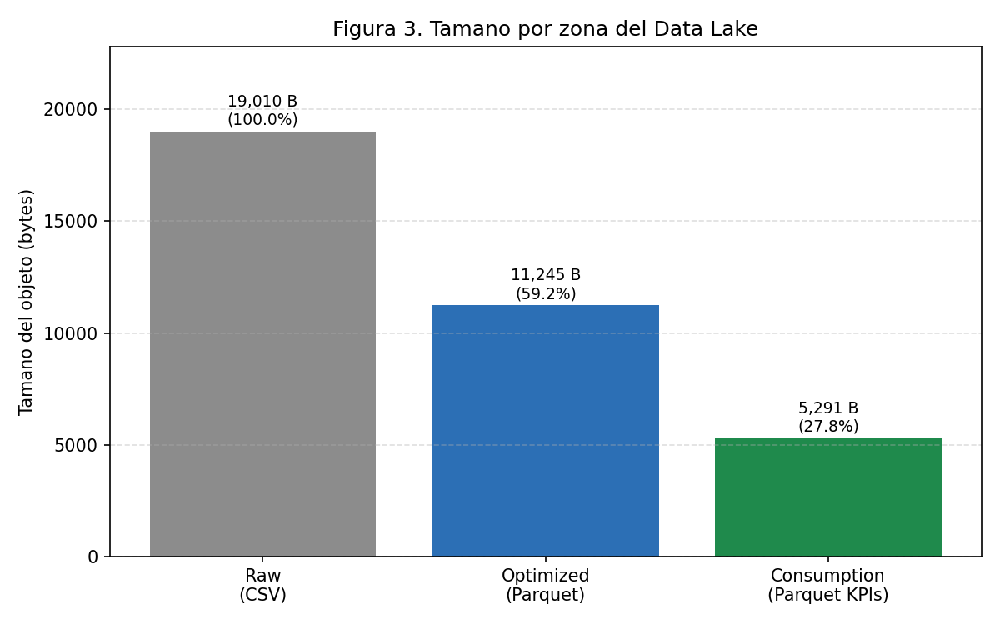 Figura 3. Tamano por zona del Data Lake
Tamano del objeto (bytes)
20000
15000
10000
5000
0
19,010 B
(100.0%)
11,245 B
(59.2%)
5,291 B
(27.8%)
Raw
(CSV)
Optimized
(Parquet)
Consumption
(Parquet KPIs)